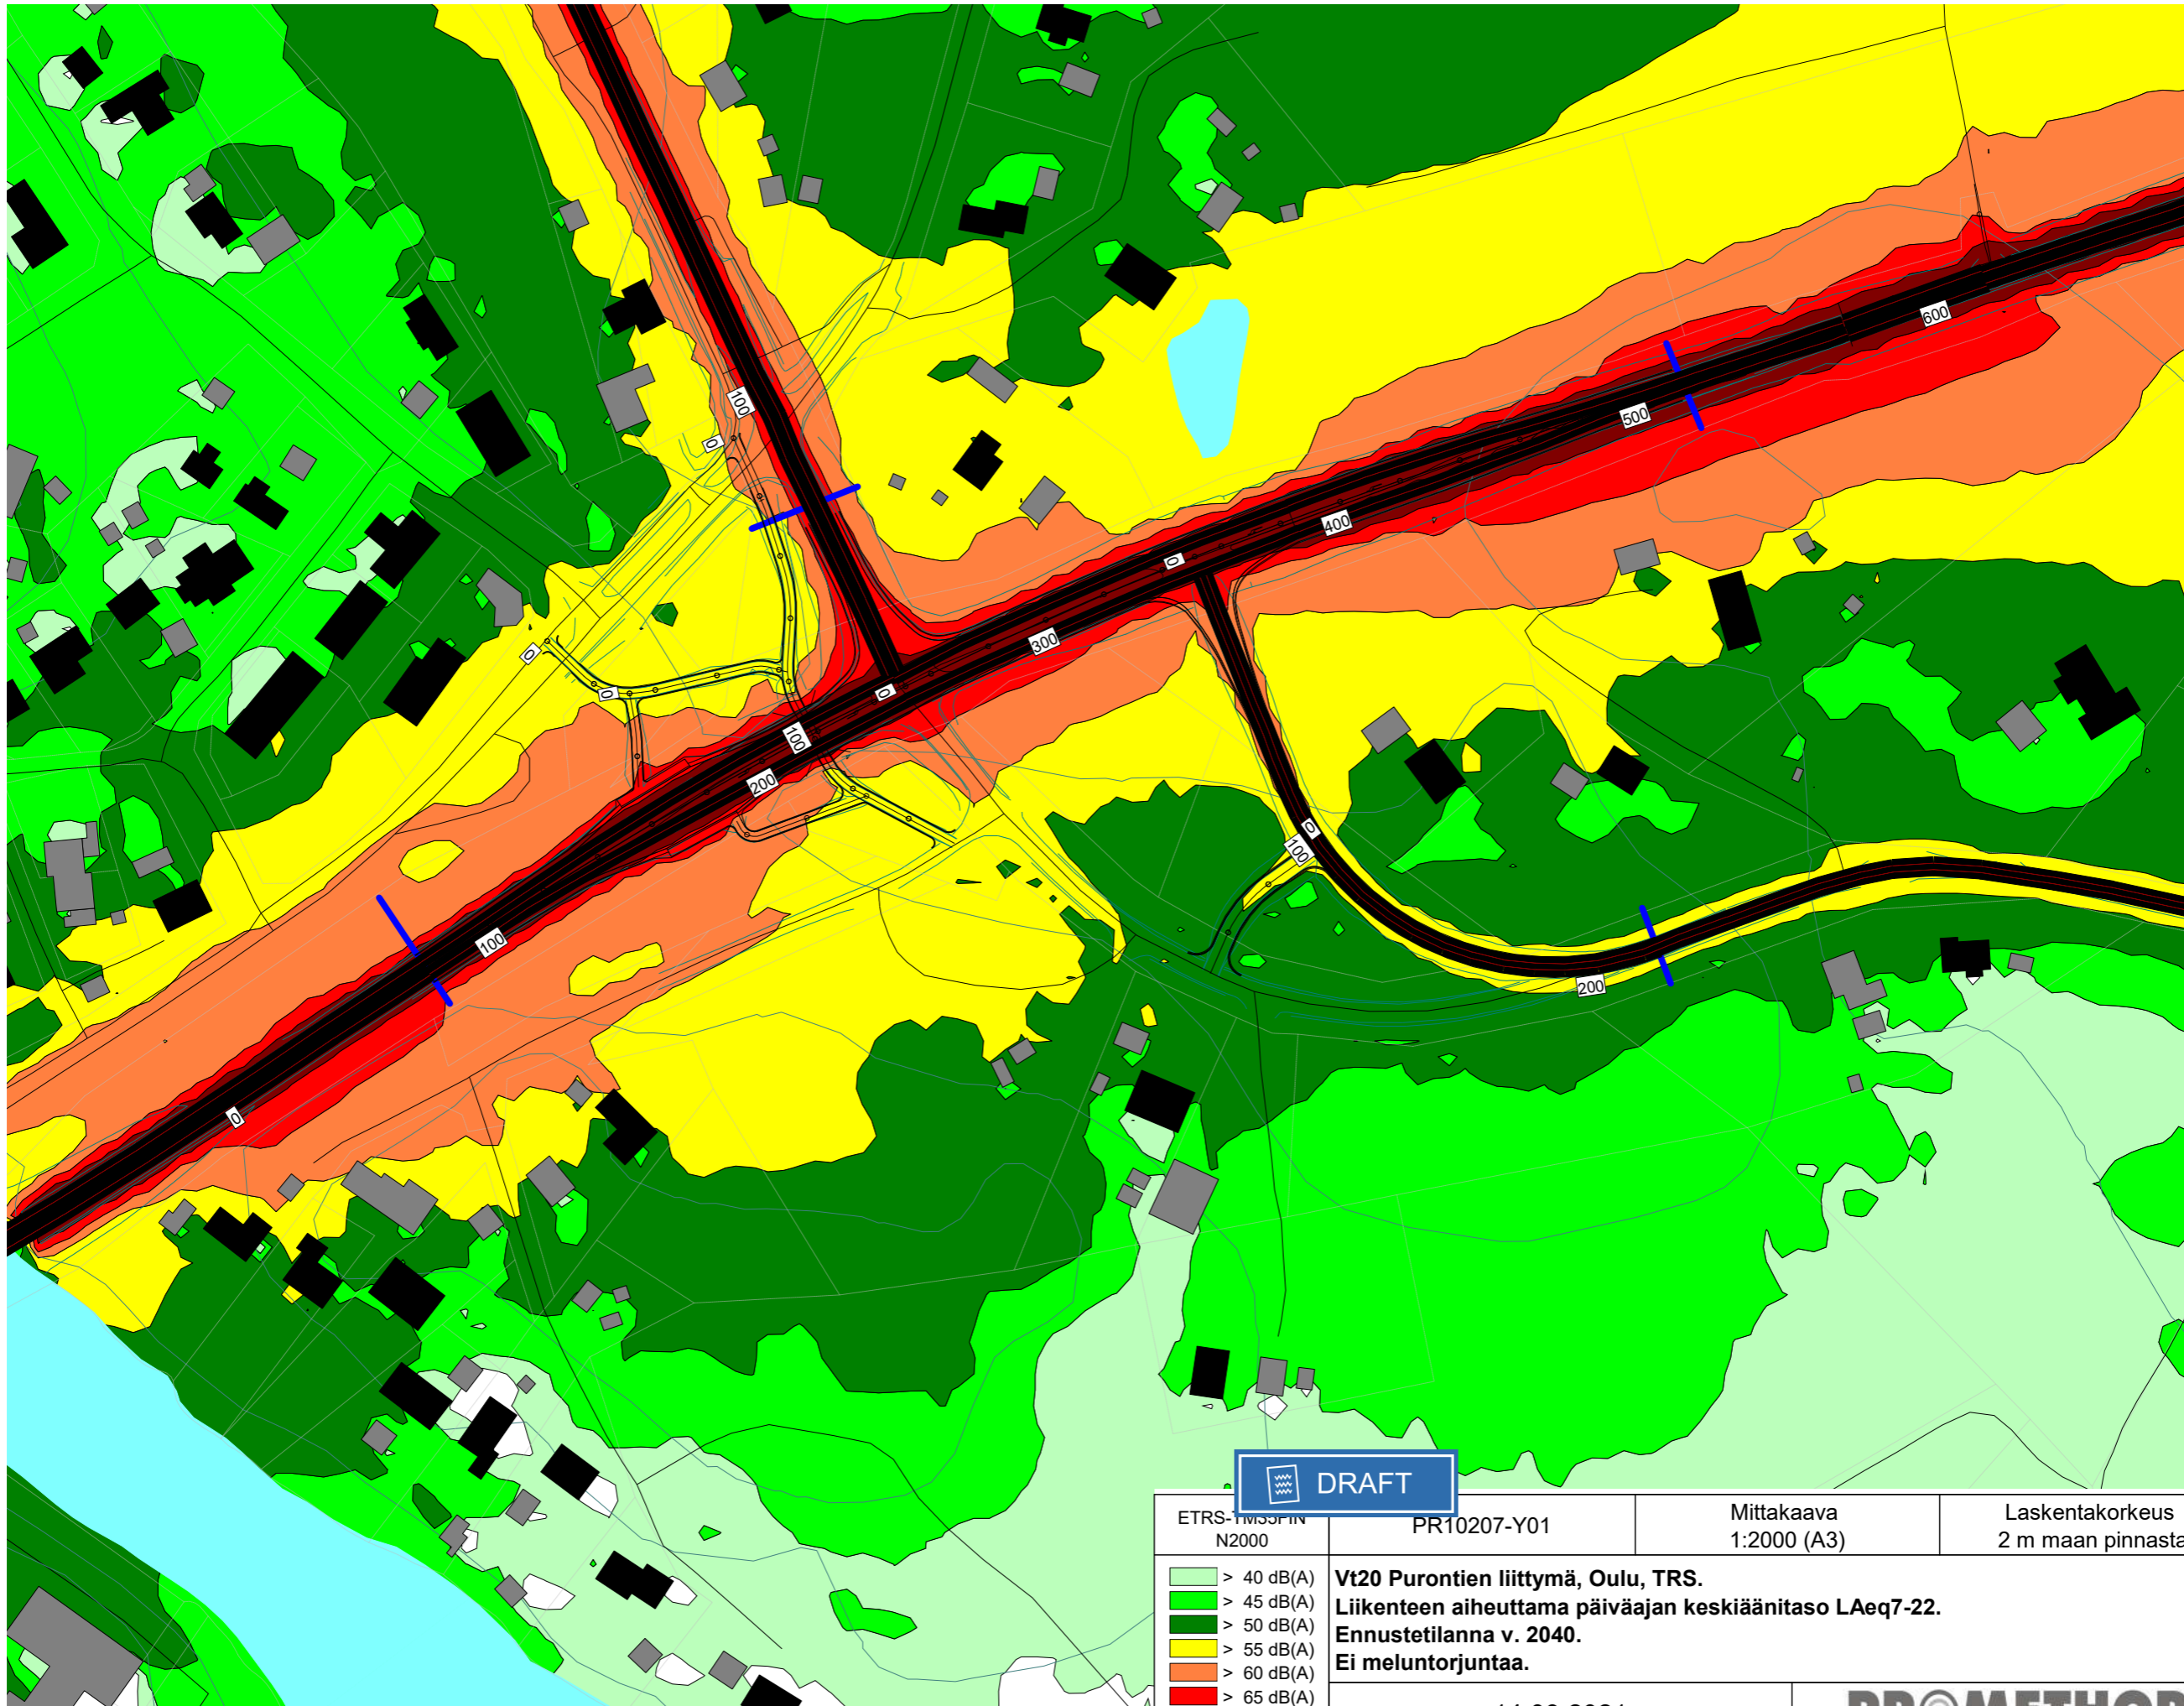 100
0
600
500
400
0
300
0
0
0
100
200
100
0
0
100
200
DRAFT
ETRS-TM35FIN
N2000
PR10207-Y01
Mittakaava
1:2000 (A3)
Laskentakorkeus
2 m maan pinnasta
> 40 dB(A)
> 45 dB(A)
> 50 dB(A)
> 55 dB(A)
> 60 dB(A)
> 65 dB(A)
Vt20 Purontien liittymä, Oulu, TRS.
Liikenteen aiheuttama päiväajan keskiäänitaso LAeq7-22.
Ennustetilanna v. 2040.
Ei meluntorjuntaa.